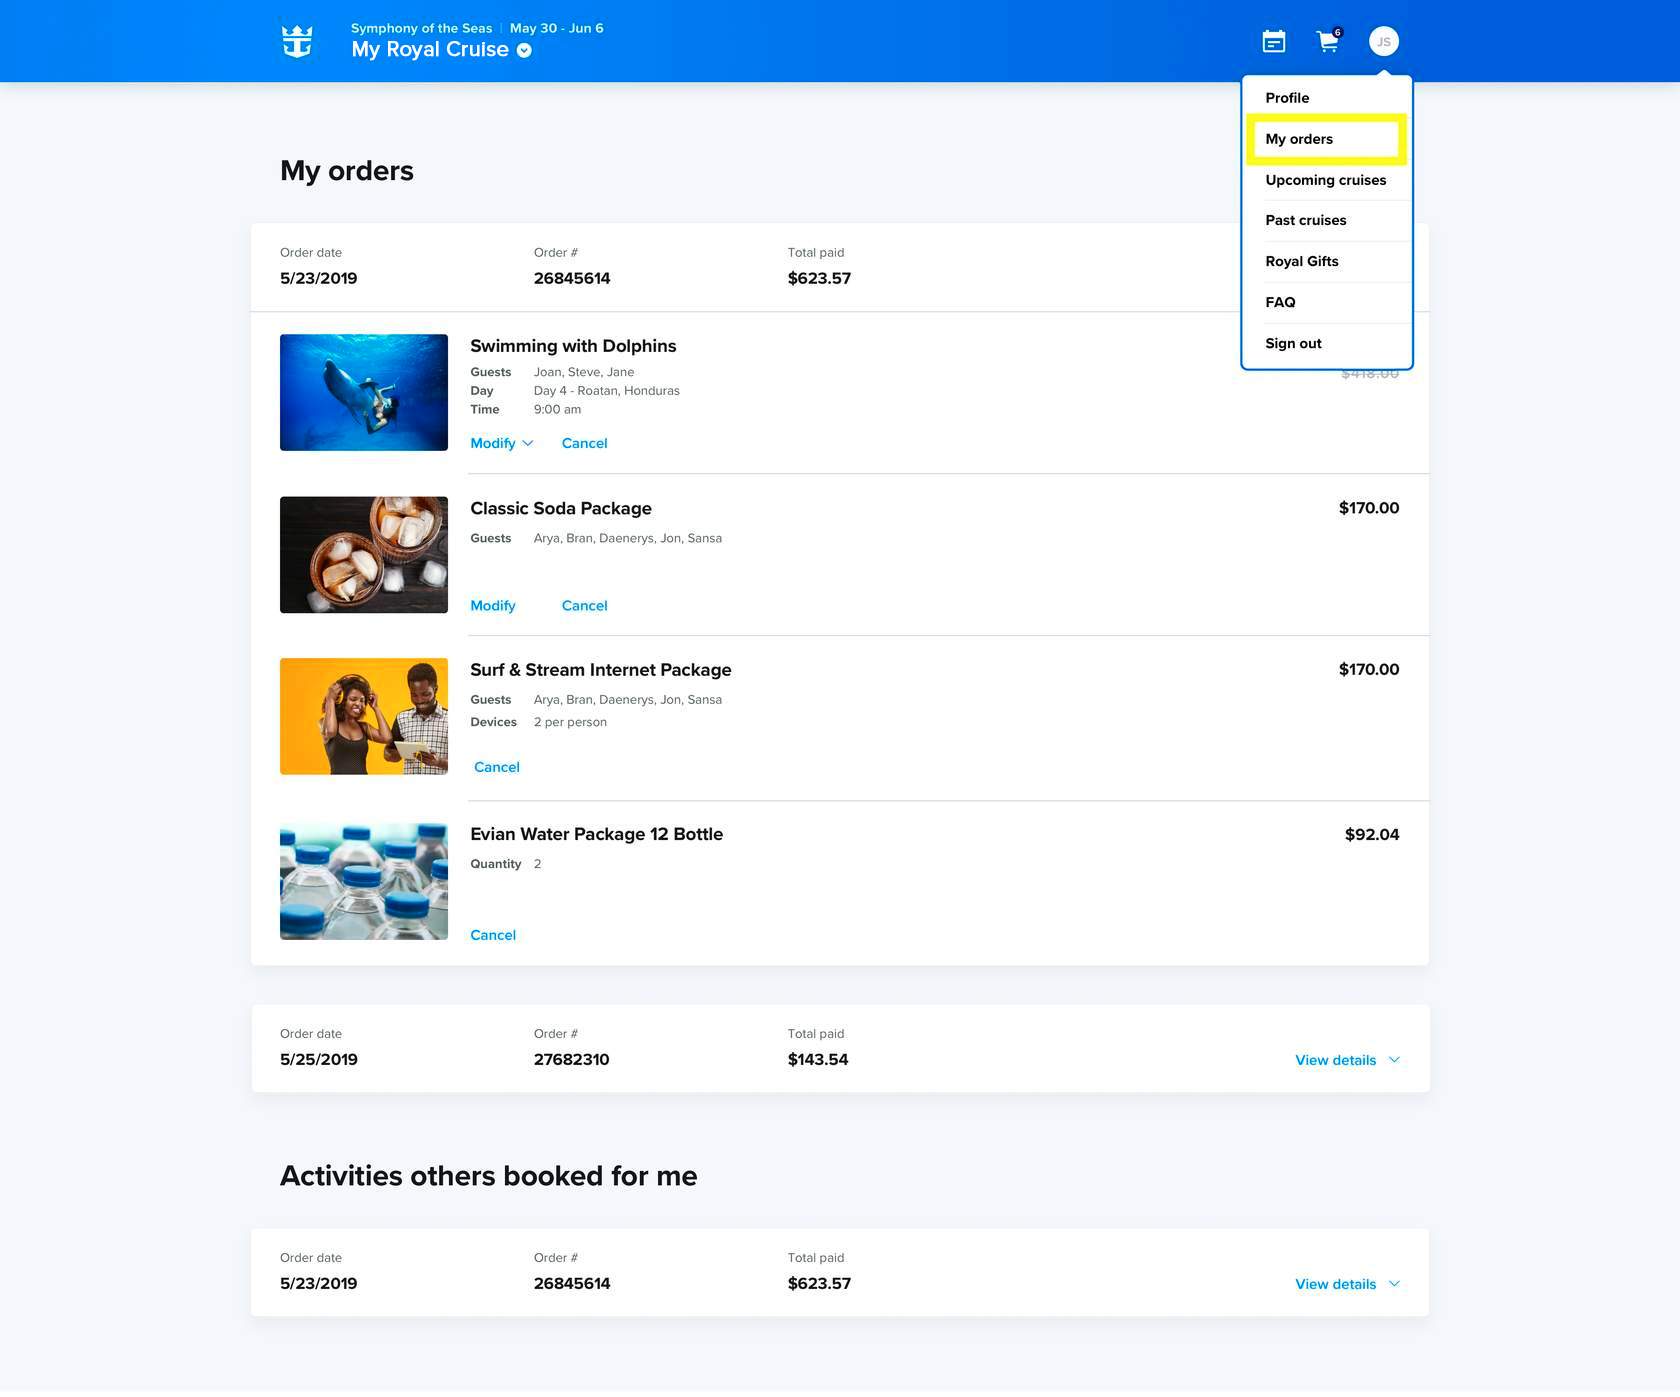 Symphony of the Seas | May 30 - Jun 6
My Royal Cruise
6
JS
Profile
My orders
Upcoming cruises
Past cruises
Royal Gifts
FAQ
Sign out
My orders
Order date Order # Total paid
5/23/2019 26845614 $623.57
Swimming with Dolphins
$418.00
Guests Joan, Steve, Jane
Day Day 4 - Roatan, Honduras
Time 9:00 am
Modify Cancel
Classic Soda Package $170.00
Guests Arya, Bran, Daenerys, Jon, Sansa
Modify Cancel
Surf & Stream Internet Package $170.00
Guests Arya, Bran, Daenerys, Jon, Sansa
Devices 2 per person
Cancel
Evian Water Package 12 Bottle $92.04
Quantity 2
Cancel
Order date Order # Total paid
5/25/2019 27682310 $143.54 View details
Activities others booked for me
Order date Order # Total paid
5/23/2019 26845614 $623.57 View details